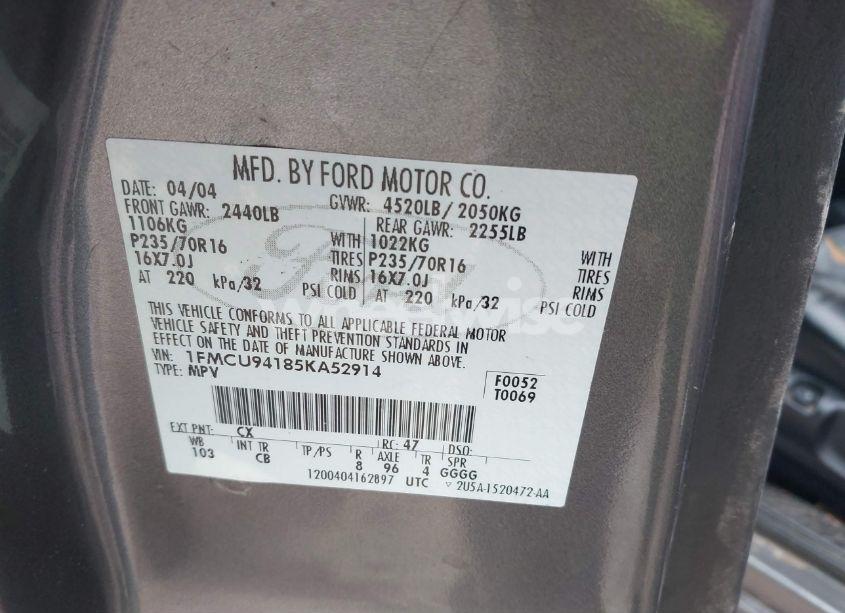 MFD. BY FORD MOTOR CO.
DATE: 04/04 GVWR: 4520LB/ 2050KG
FRONT GAWR: 2440LB REAR GAWR: 2255LB
1106KG WITH 1022KG WITH
P235/70R16 TIRES P235/70R16 TIRES
16X7.0J RIMS 16X7.0J RIMS
AT 220 kPa/32 PSI COLD AT 220 kPa/32 PSI COLD
THIS VEHICLE CONFORMS TO ALL APPLICABLE FEDERAL MOTOR
VEHICLE SAFETY AND THEFT PREVENTION STANDARDS IN
EFFECT ON THE DATE OF MANUFACTURE SHOWN ABOVE.
VIN: 1FMCU94185KA52914
TYPE: MPV
F0052
T0069
EXT PNT: CX RC: 47 DSO:
WB INT TR TP/PS R AXLE TR SPR
103 CB 8 96 4 GGGG
1200404162897 UTC 2U5A-1520472-AA